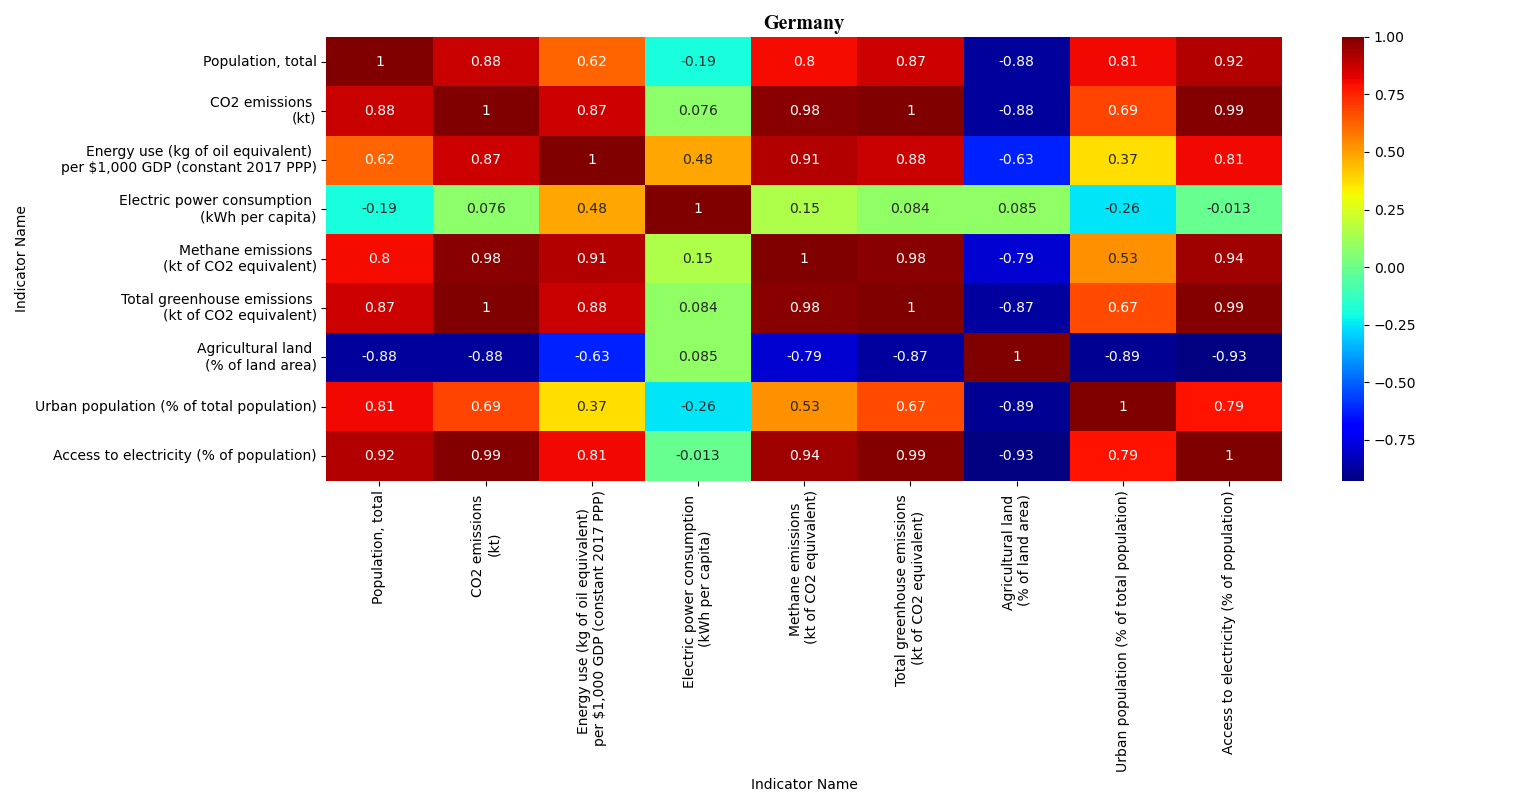 Germany
Population, total
1 0.88 0.62 -0.19 0.8 0.87 -0.88 0.81 0.92
CO2 emissions
(kt)
0.88 1 0.87 0.076 0.98 1 -0.88 0.69 0.99
Energy use (kg of oil equivalent)
per $1,000 GDP (constant 2017 PPP)
0.62 0.87 1 0.48 0.91 0.88 -0.63 0.37 0.81
Electric power consumption
(kWh per capita)
-0.19 0.076 0.48 1 0.15 0.084 0.085 -0.26 -0.013
Methane emissions
(kt of CO2 equivalent)
0.8 0.98 0.91 0.15 1 0.98 -0.79 0.53 0.94
Total greenhouse emissions
(kt of CO2 equivalent)
0.87 1 0.88 0.084 0.98 1 -0.87 0.67 0.99
Agricultural land
(% of land area)
-0.88 -0.88 -0.63 0.085 -0.79 -0.87 1 -0.89 -0.93
Urban population (% of total population)
0.81 0.69 0.37 -0.26 0.53 0.67 -0.89 1 0.79
Access to electricity (% of population)
0.92 0.99 0.81 -0.013 0.94 0.99 -0.93 0.79 1
Indicator Name
Population, total
CO2 emissions
(kt)
Energy use (kg of oil equivalent)
per $1,000 GDP (constant 2017 PPP)
Electric power consumption
(kWh per capita)
Methane emissions
(kt of CO2 equivalent)
Total greenhouse emissions
(kt of CO2 equivalent)
Agricultural land
(% of land area)
Urban population (% of total population)
Access to electricity (% of population)
Indicator Name
1.00
0.75
0.50
0.25
0.00
−0.25
−0.50
−0.75